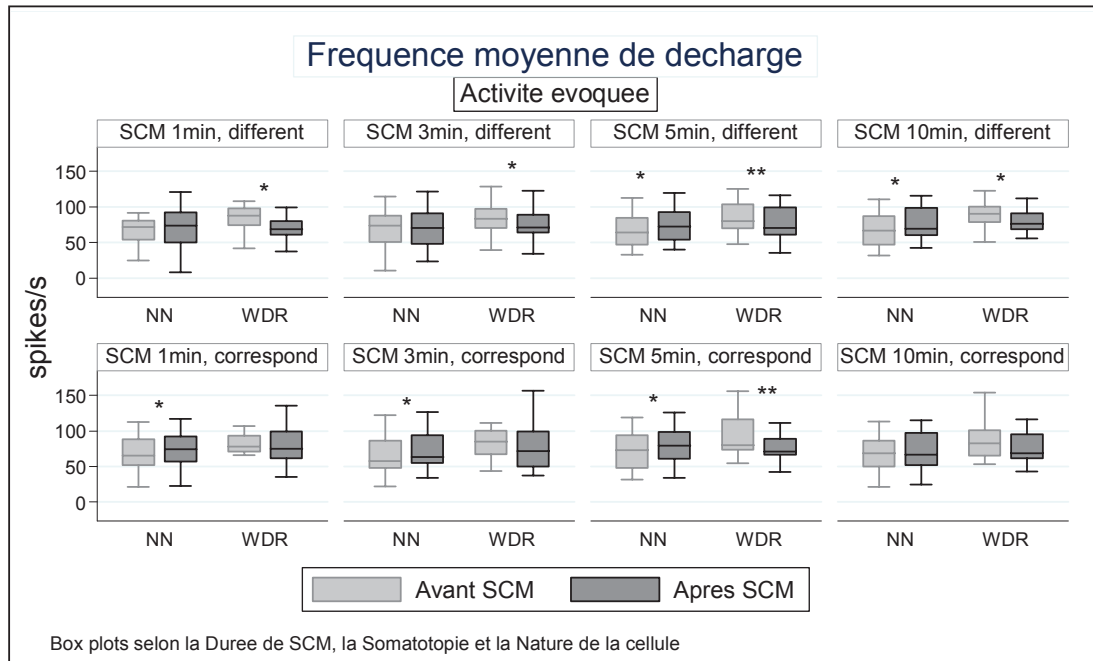 Frequence moyenne de decharge
Activite evoquee
SCM 1min, different SCM 3min, different SCM 5min, different SCM 10min, different
150
100
50
0
* * * ** * *
NN WDR NN WDR NN WDR NN WDR
spikes/s
SCM 1min, correspond SCM 3min, correspond SCM 5min, correspond SCM 10min, correspond
150
100
50
0
* * * **
NN WDR NN WDR NN WDR NN WDR
Avant SCM Apres SCM
Box plots selon la Duree de SCM, la Somatotopie et la Nature de la cellule